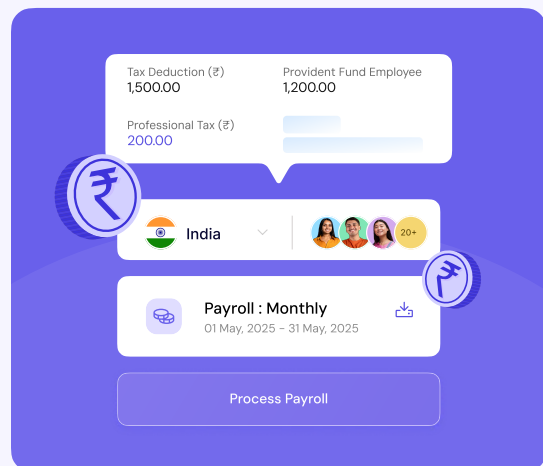 Tax Deduction (₹)
1,500.00
Provident Fund Employee
1,200.00
Professional Tax (₹)
200.00
₹
India
20+
₹
Payroll : Monthly
01 May, 2025 - 31 May, 2025
Process Payroll